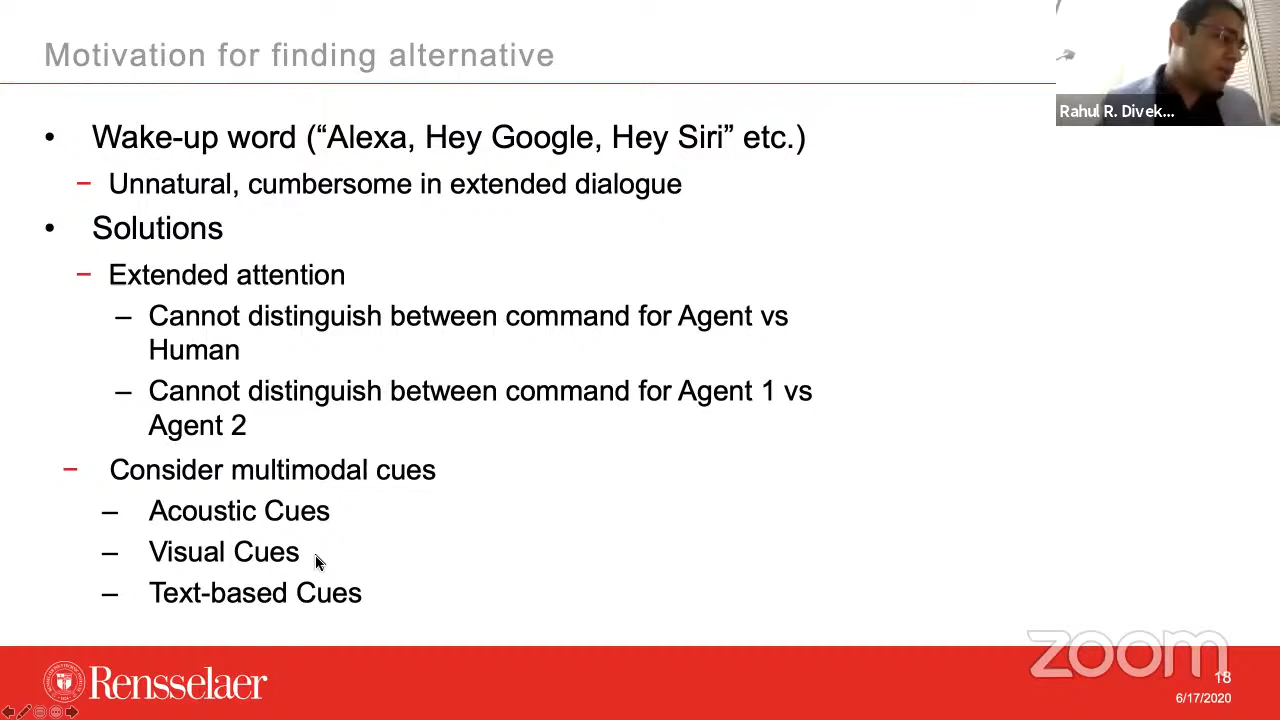 Motivation for finding alternative
Rahul R. Divek...
• Wake-up word (“Alexa, Hey Google, Hey Siri” etc.)
− Unnatural, cumbersome in extended dialogue
• Solutions
− Extended attention
– Cannot distinguish between command for Agent vs
Human
– Cannot distinguish between command for Agent 1 vs
Agent 2
− Consider multimodal cues
– Acoustic Cues
– Visual Cues
– Text-based Cues
zoom
Rensselaer
18
6/17/2020